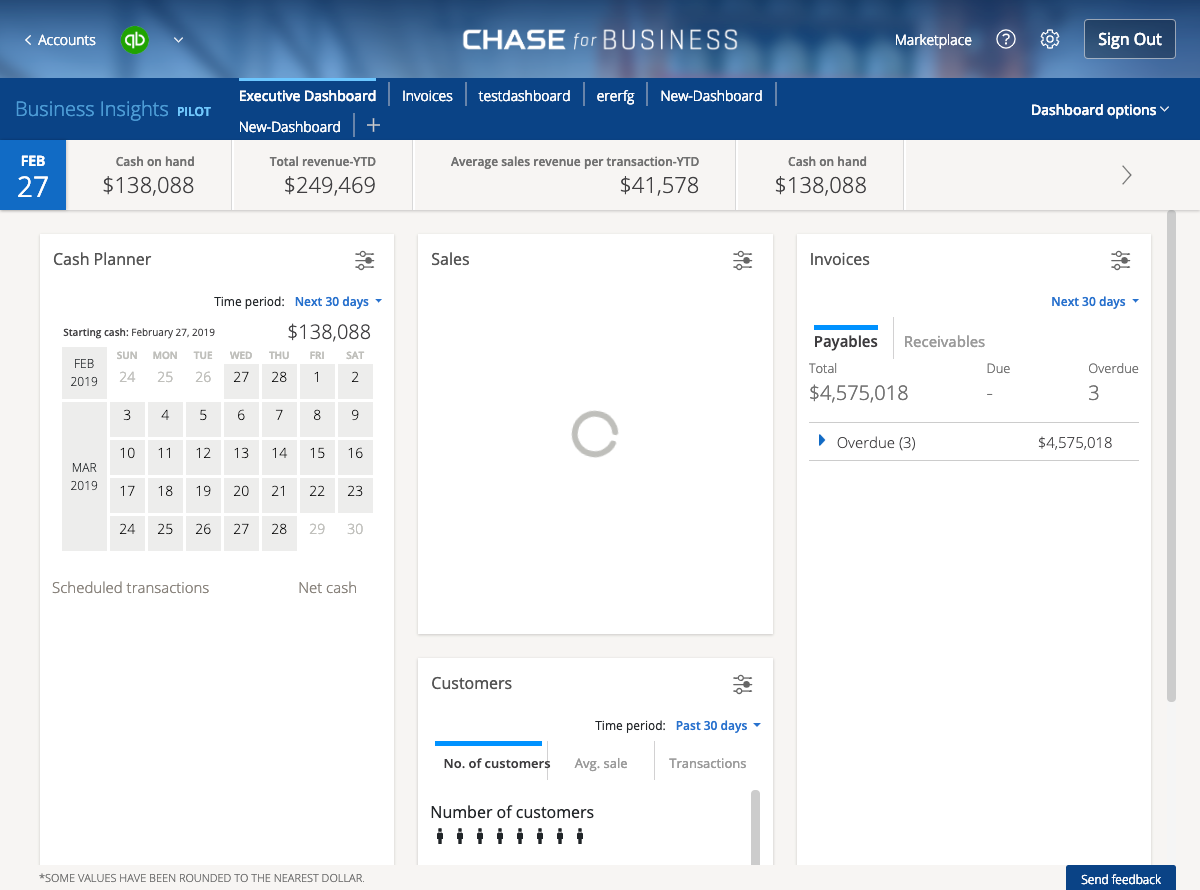 Accounts
qb
CHASE for BUSINESS
Marketplace
?
Sign Out
Business Insights PILOT
Executive Dashboard
Invoices
testdashboard
ererfg
New-Dashboard
New-Dashboard
+
Dashboard options
FEB
27
Cash on hand
$138,088
Total revenue-YTD
$249,469
Average sales revenue per transaction-YTD
$41,578
Cash on hand
$138,088
Cash Planner
Time period: Next 30 days
Starting cash: February 27, 2019 $138,088
SUN MON TUE WED THU FRI SAT
FEB
2019
24 25 26 27 28 1 2
MAR
2019
3 4 5 6 7 8 9
10 11 12 13 14 15 16
17 18 19 20 21 22 23
24 25 26 27 28 29 30
Scheduled transactions Net cash
Sales
Customers
Time period: Past 30 days
No. of customers Avg. sale Transactions
Number of customers
Invoices
Next 30 days
Payables Receivables
Total Due Overdue
$4,575,018 - 3
Overdue (3) $4,575,018
*SOME VALUES HAVE BEEN ROUNDED TO THE NEAREST DOLLAR.
Send feedback